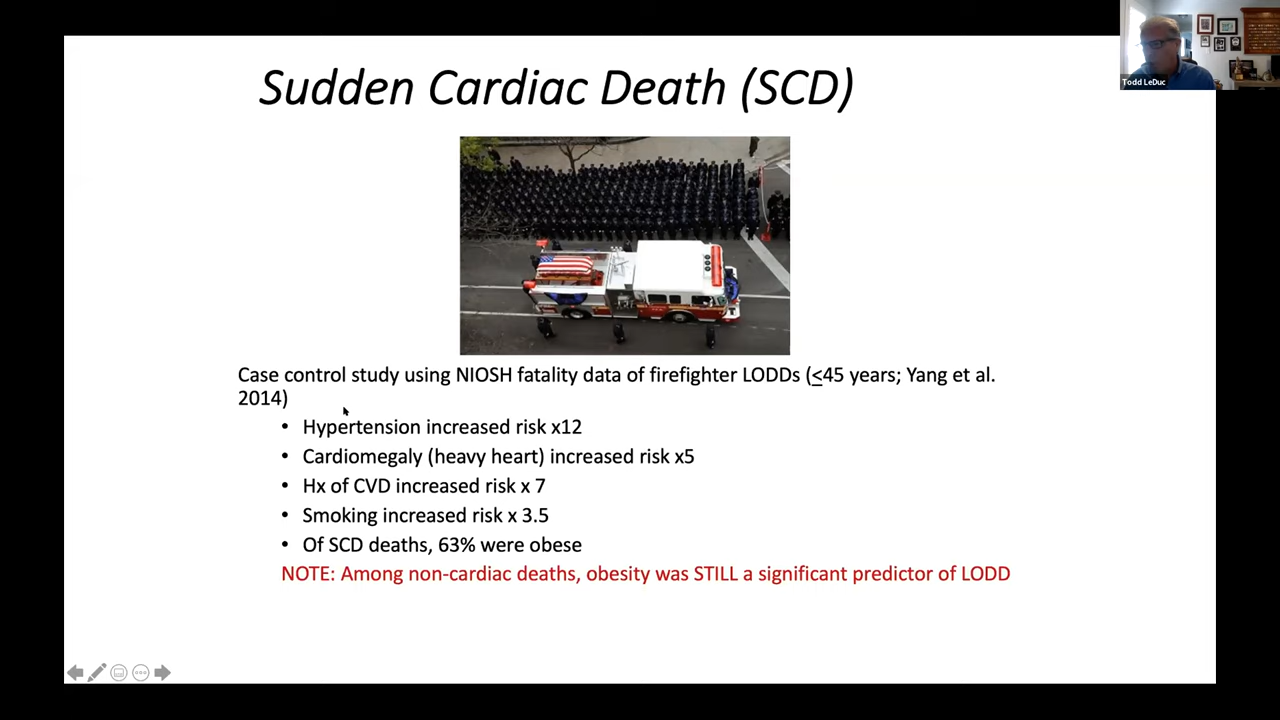 Sudden Cardiac Death (SCD)
Todd LeDuc
Case control study using NIOSH fatality data of firefighter LODDs (<45 years; Yang et al.
2014)
• Hypertension increased risk x12
• Cardiomegaly (heavy heart) increased risk x5
• Hx of CVD increased risk x 7
• Smoking increased risk x 3.5
• Of SCD deaths, 63% were obese
NOTE: Among non-cardiac deaths, obesity was STILL a significant predictor of LODD